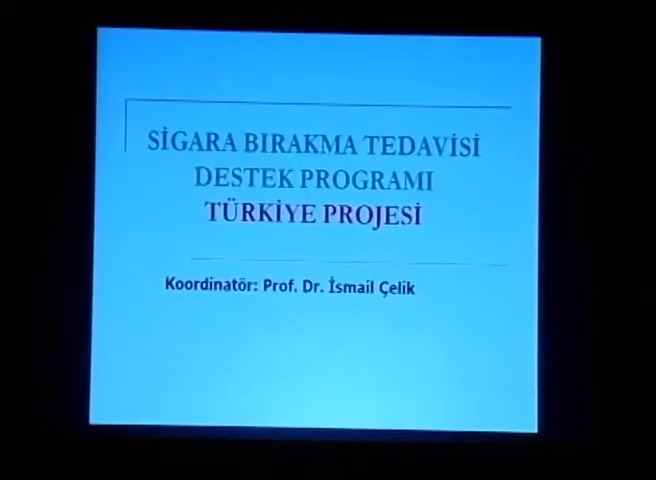 SİGARA BIRAKMA TEDAVİSİ
DESTEK PROGRAMI
TÜRKİYE PROJESİ
Koordinatör: Prof. Dr. İsmail Çelik